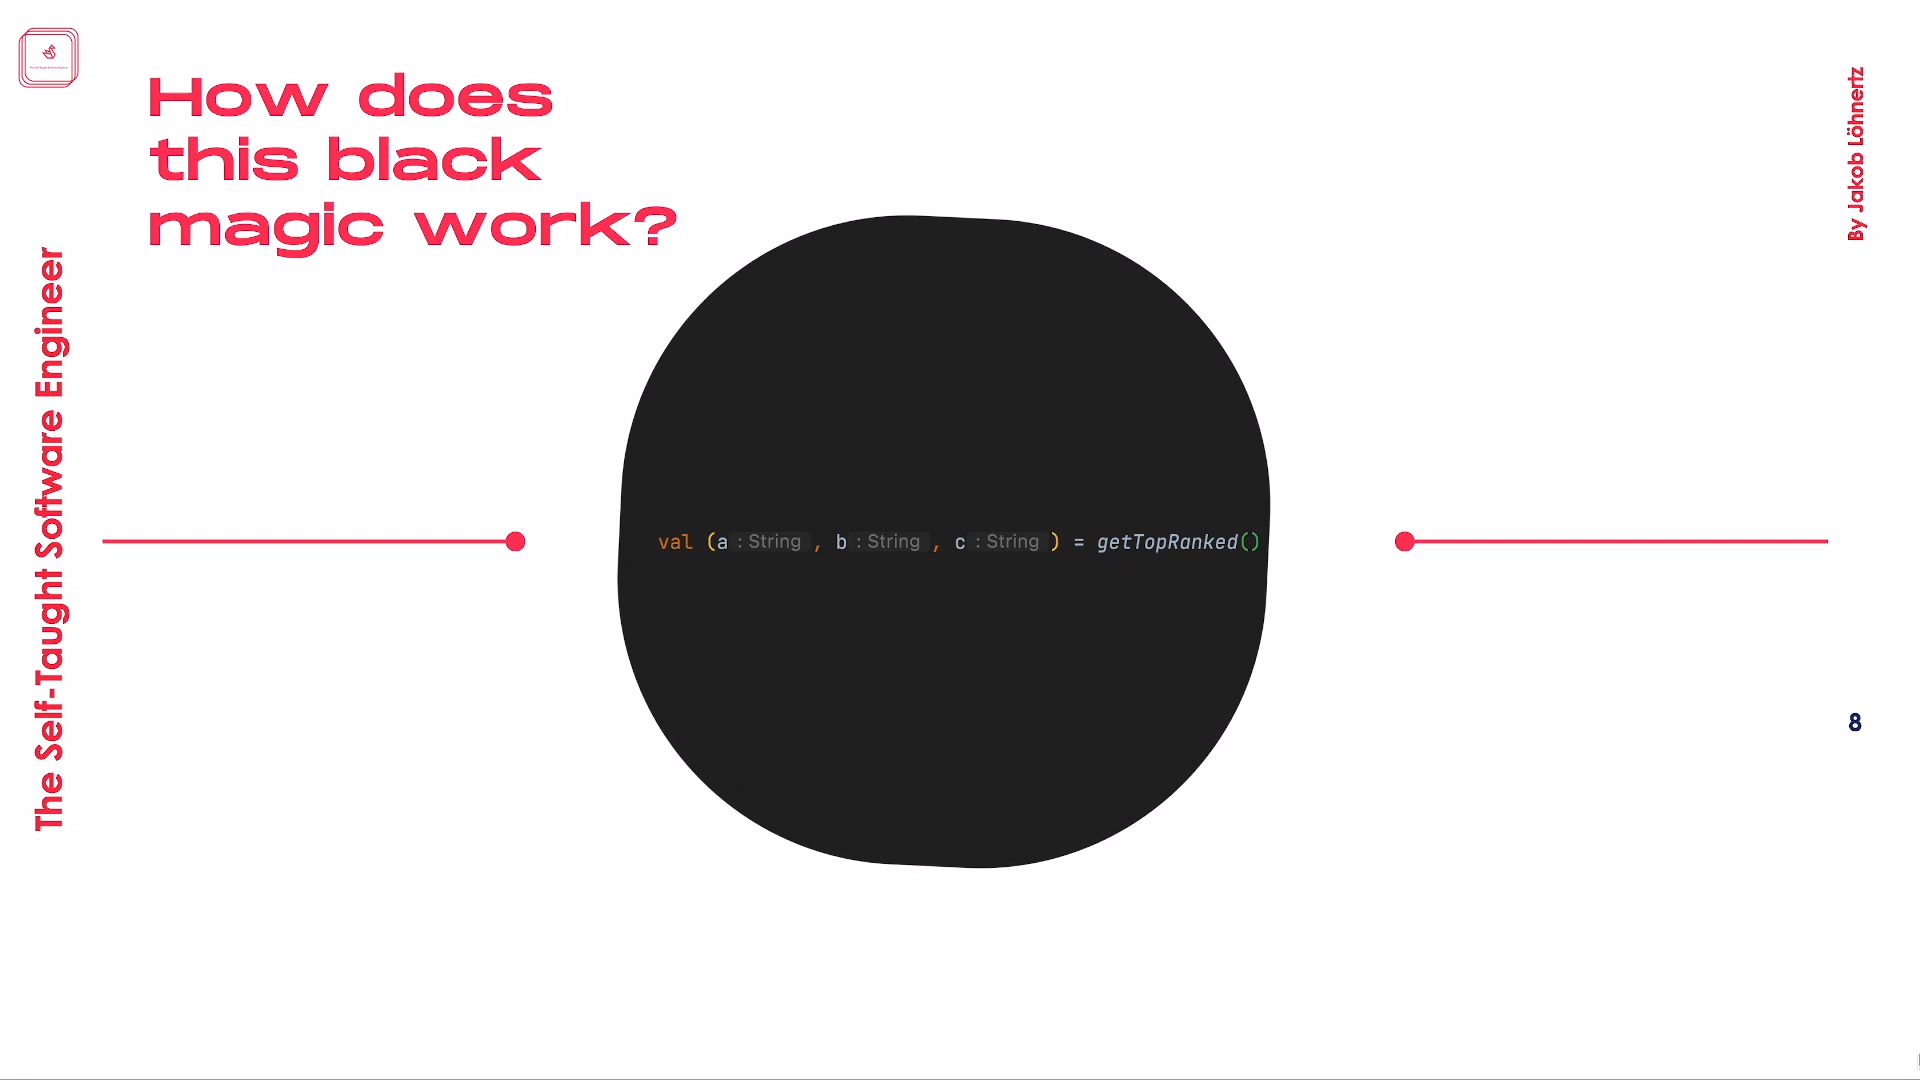 How does
this black
magic work?
The Self-Taught Software Engineer
By Jakob Löhnertz
val (a : String , b : String , c : String ) = getTopRanked()
8